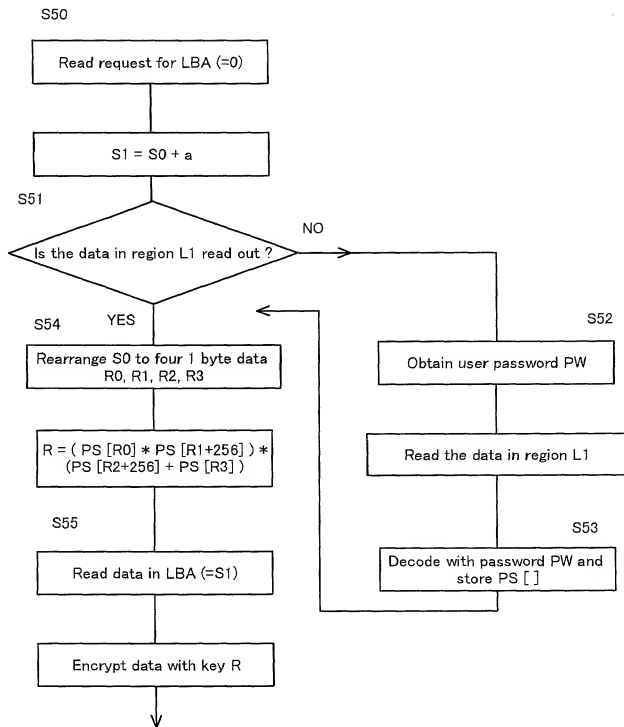 S50
Read request for LBA (=0)
S1 = S0 + a
S51
Is the data in region L1 read out ?
NO
YES
S54
Rearrange S0 to four 1 byte data
R0, R1, R2, R3
R = ( PS [R0] * PS [R1+256] ) *
(PS [R2+256] + PS [R3] )
S55
Read data in LBA (=S1)
Encrypt data with key R
S52
Obtain user password PW
Read the data in region L1
S53
Decode with password PW and
store PS [ ]